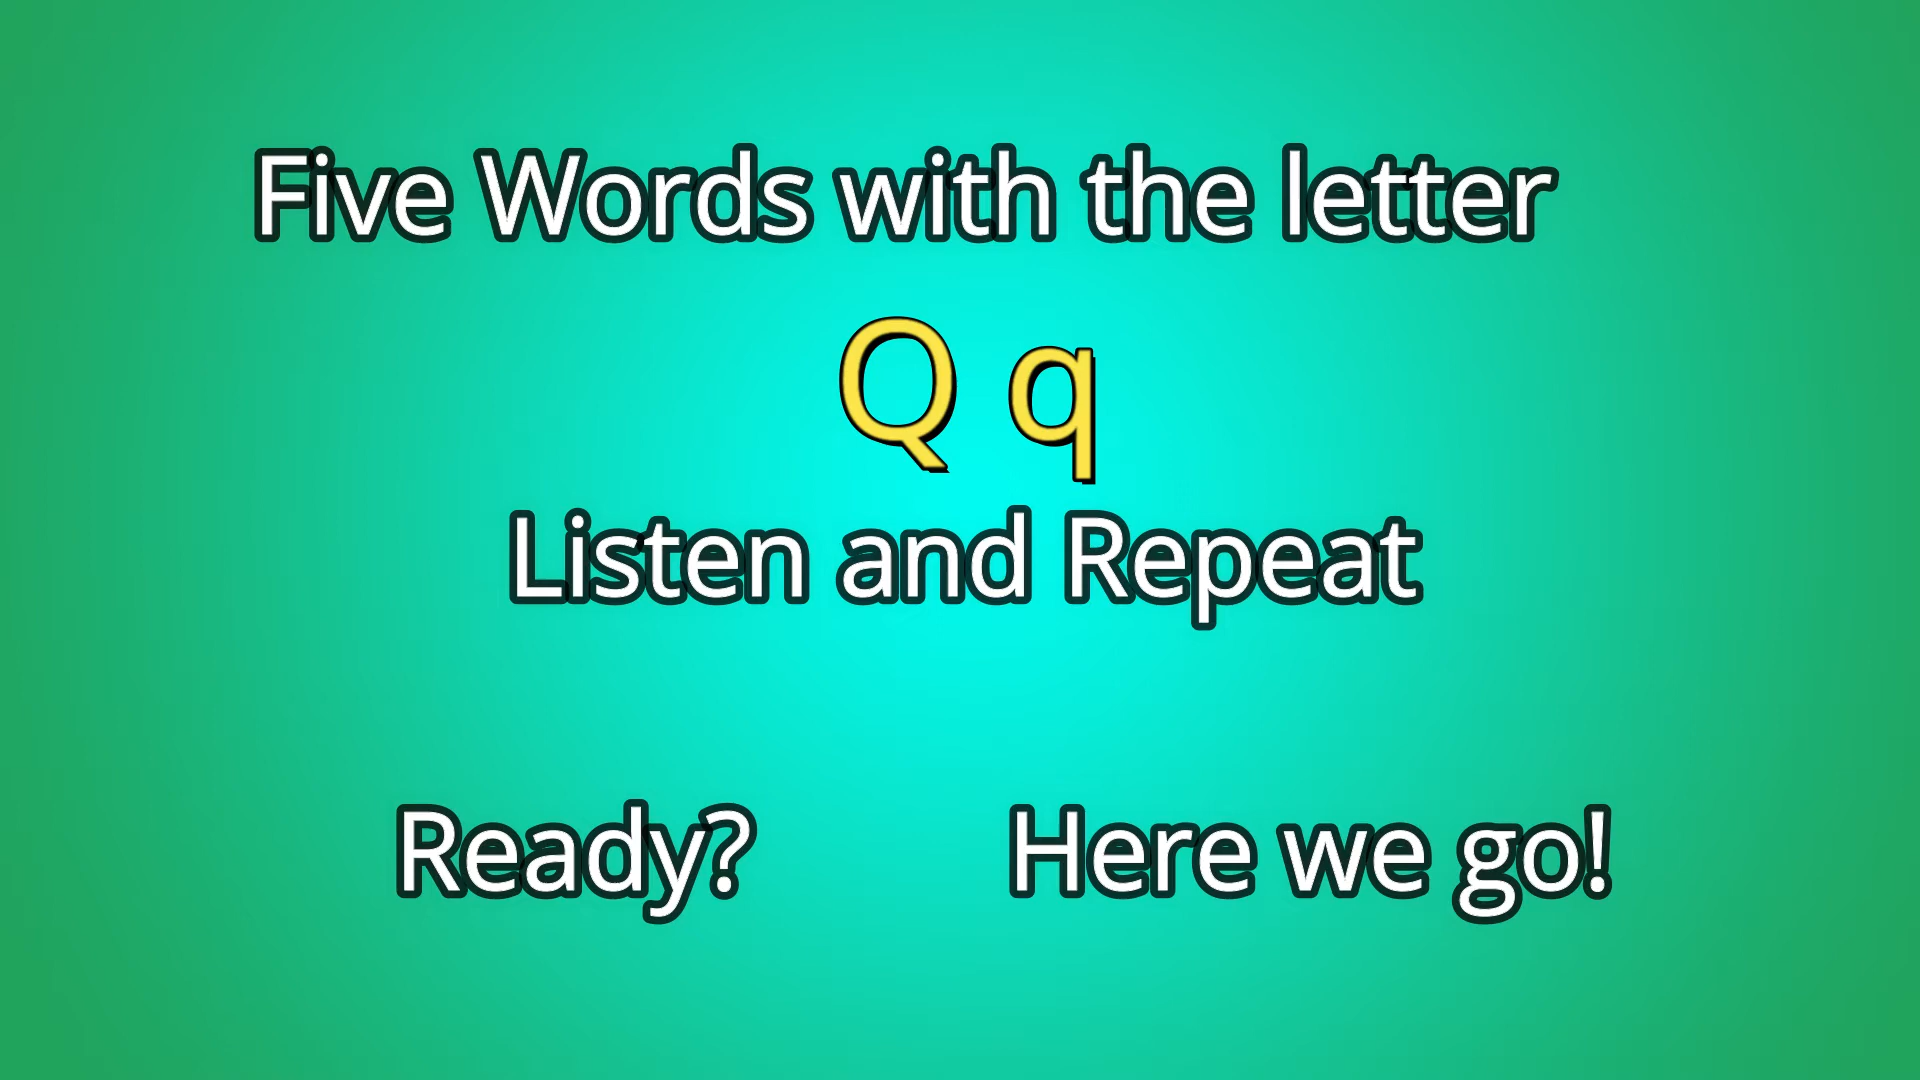 Five Words with the letter
Q q
Listen and Repeat
Ready? Here we go!